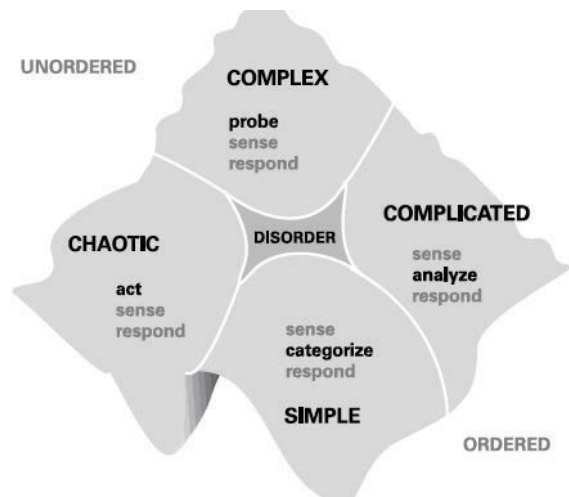 UNORDERED
COMPLEX
probe
sense
respond
CHAOTIC
act
sense
respond
DISORDER
COMPLICATED
sense
analyze
respond
sense
categorize
respond
SIMPLE
ORDERED